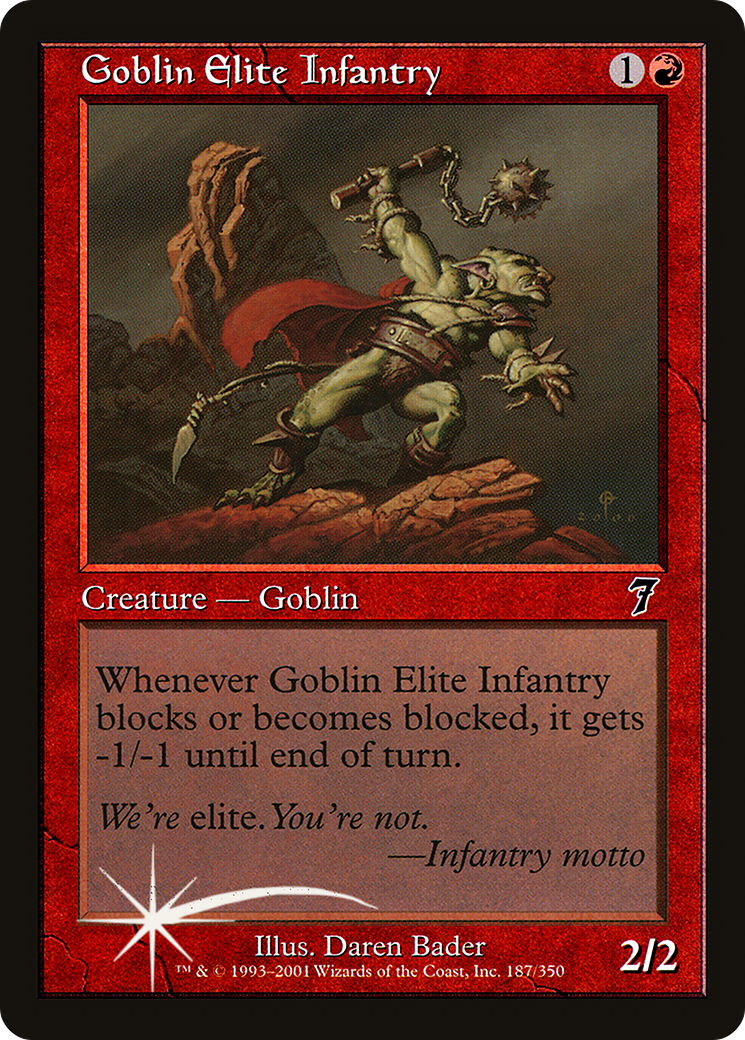 Goblin Elite Infantry 1
2000
Creature — Goblin 7
Whenever Goblin Elite Infantry
blocks or becomes blocked, it gets
-1/-1 until end of turn.
We're elite. You're not.
—Infantry motto
Illus. Daren Bader
™ & © 1993–2001 Wizards of the Coast, Inc. 187/350
2/2